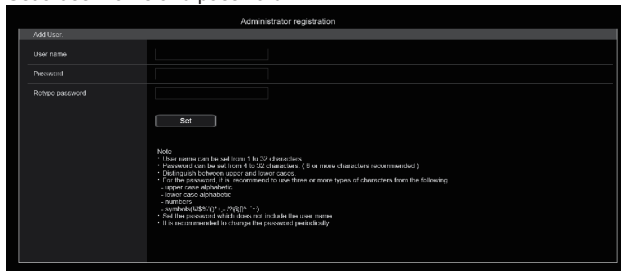 Administrator registration
Add User.
User name
Password
Retype password
Set
Note
・User name can be set from 1 to 32 characters
・Password can be set from 4 to 32 characters. ( 8 or more characters recommended )
・Distinguish between upper and lower cases.
・For the password, it is recommend to use three or more types of characters from the following
- upper case alphabetic
- lower case alphabetic
- numbers
- symbols
・Set the password which does not include the user name
・It is recommended to change the password periodically